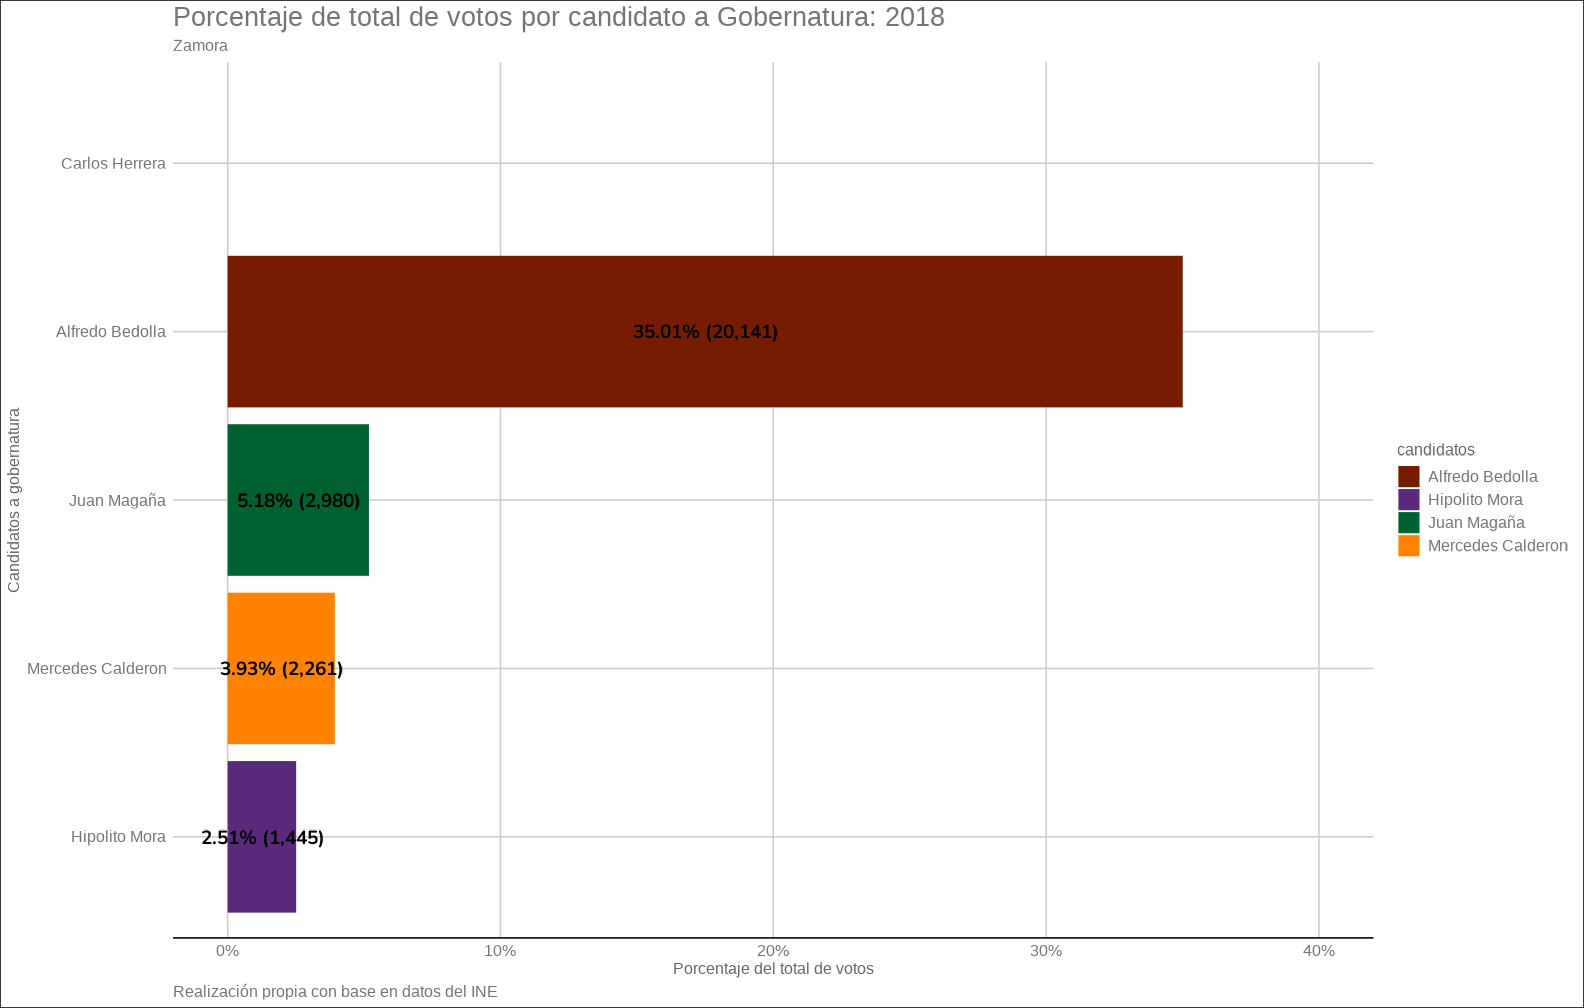 Porcentaje de total de votos por candidato a Gobernatura: 2018
Zamora
Candidatos a gobernatura
Carlos Herrera
Alfredo Bedolla
35.01% (20,141)
Juan Magaña
5.18% (2,980)
Mercedes Calderon
3.93% (2,261)
Hipolito Mora
2.51% (1,445)
0%
10%
20%
30%
40%
Porcentaje del total de votos
candidatos
Alfredo Bedolla
Hipolito Mora
Juan Magaña
Mercedes Calderon
Realización propia con base en datos del INE